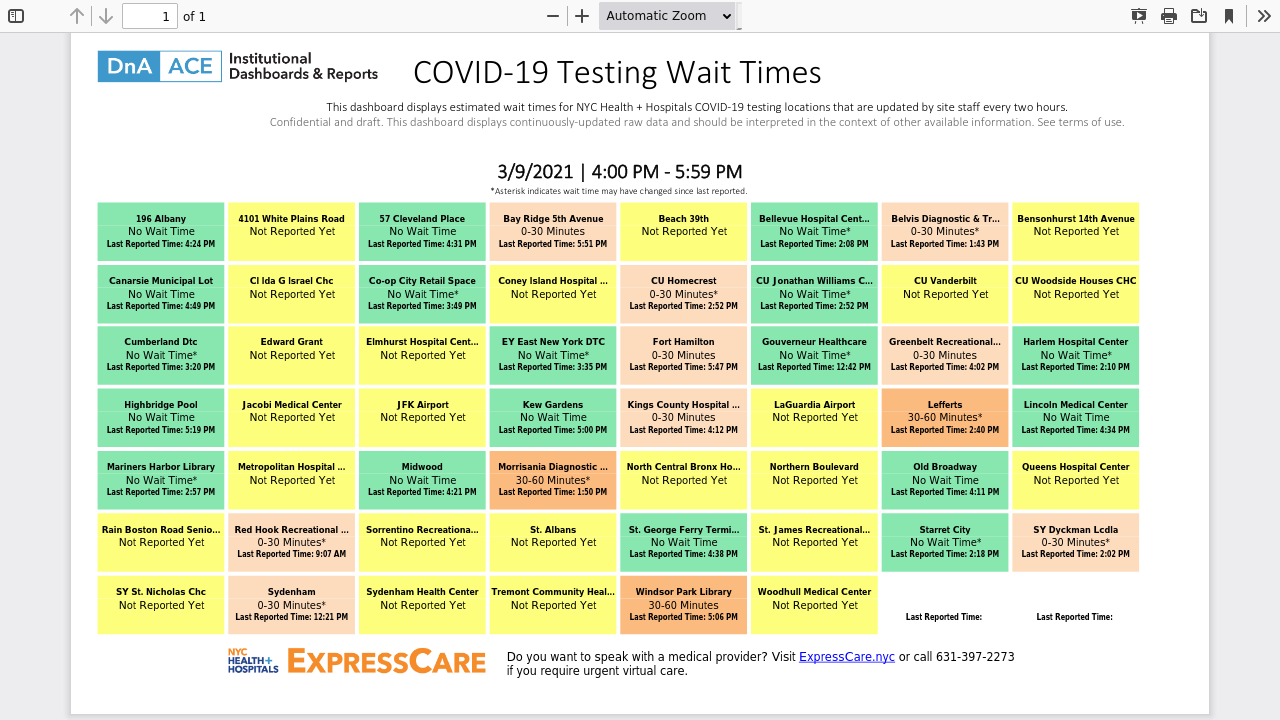 1 of 1
Automatic Zoom
DnA ACE Institutional
Dashboards & Reports
COVID-19 Testing Wait Times
This dashboard displays estimated wait times for NYC Health + Hospitals COVID-19 testing locations that are updated by site staff every two hours.
Confidential and draft. This dashboard displays continuously-updated raw data and should be interpreted in the context of other available information. See terms of use.
3/9/2021 | 4:00 PM - 5:59 PM
*Asterisk indicates wait time may have changed since last reported.
196 Albany
No Wait Time
Last Reported Time: 4:24 PM
4101 White Plains Road
Not Reported Yet
57 Cleveland Place
No Wait Time
Last Reported Time: 4:31 PM
Bay Ridge 5th Avenue
0-30 Minutes
Last Reported Time: 5:51 PM
Beach 39th
Not Reported Yet
Bellevue Hospital Cent...
No Wait Time*
Last Reported Time: 2:08 PM
Belvis Diagnostic & Tr...
0-30 Minutes*
Last Reported Time: 1:43 PM
Bensonhurst 14th Avenue
Not Reported Yet
Canarsie Municipal Lot
No Wait Time
Last Reported Time: 4:49 PM
Cl Ida G Israel Chc
Not Reported Yet
Co-op City Retail Space
No Wait Time*
Last Reported Time: 3:49 PM
Coney Island Hospital ...
Not Reported Yet
CU Homecrest
0-30 Minutes*
Last Reported Time: 2:52 PM
CU Jonathan Williams C...
No Wait Time*
Last Reported Time: 2:52 PM
CU Vanderbilt
Not Reported Yet
CU Woodside Houses CHC
Not Reported Yet
Cumberland Dtc
No Wait Time*
Last Reported Time: 3:20 PM
Edward Grant
Not Reported Yet
Elmhurst Hospital Cent...
Not Reported Yet
EY East New York DTC
No Wait Time*
Last Reported Time: 3:35 PM
Fort Hamilton
0-30 Minutes
Last Reported Time: 5:47 PM
Gouverneur Healthcare
No Wait Time*
Last Reported Time: 12:42 PM
Greenbelt Recreational...
0-30 Minutes
Last Reported Time: 4:02 PM
Harlem Hospital Center
No Wait Time*
Last Reported Time: 2:10 PM
Highbridge Pool
No Wait Time
Last Reported Time: 5:19 PM
Jacobi Medical Center
Not Reported Yet
JFK Airport
Not Reported Yet
Kew Gardens
No Wait Time
Last Reported Time: 5:00 PM
Kings County Hospital ...
0-30 Minutes
Last Reported Time: 4:12 PM
LaGuardia Airport
Not Reported Yet
Lefferts
30-60 Minutes*
Last Reported Time: 2:40 PM
Lincoln Medical Center
No Wait Time
Last Reported Time: 4:34 PM
Mariners Harbor Library
No Wait Time*
Last Reported Time: 2:57 PM
Metropolitan Hospital ...
Not Reported Yet
Midwood
No Wait Time
Last Reported Time: 4:21 PM
Morrisania Diagnostic ...
30-60 Minutes*
Last Reported Time: 1:50 PM
North Central Bronx Ho...
Not Reported Yet
Northern Boulevard
Not Reported Yet
Old Broadway
No Wait Time
Last Reported Time: 4:11 PM
Queens Hospital Center
Not Reported Yet
Rain Boston Road Senio...
Not Reported Yet
Red Hook Recreational ...
0-30 Minutes*
Last Reported Time: 9:07 AM
Sorrentino Recreationa...
Not Reported Yet
St. Albans
Not Reported Yet
St. George Ferry Termi...
No Wait Time
Last Reported Time: 4:38 PM
St. James Recreational...
Not Reported Yet
Starret City
No Wait Time*
Last Reported Time: 2:18 PM
SY Dyckman Lcdla
0-30 Minutes*
Last Reported Time: 2:02 PM
SY St. Nicholas Chc
Not Reported Yet
Sydenham
0-30 Minutes*
Last Reported Time: 12:21 PM
Sydenham Health Center
Not Reported Yet
Tremont Community Heal...
Not Reported Yet
Windsor Park Library
30-60 Minutes
Last Reported Time: 5:06 PM
Woodhull Medical Center
Not Reported Yet
Last Reported Time:
Last Reported Time:
NYC
HEALTH+
HOSPITALS
EXPRESSCARE
Do you want to speak with a medical provider? Visit ExpressCare.nyc or call 631-397-2273
if you require urgent virtual care.